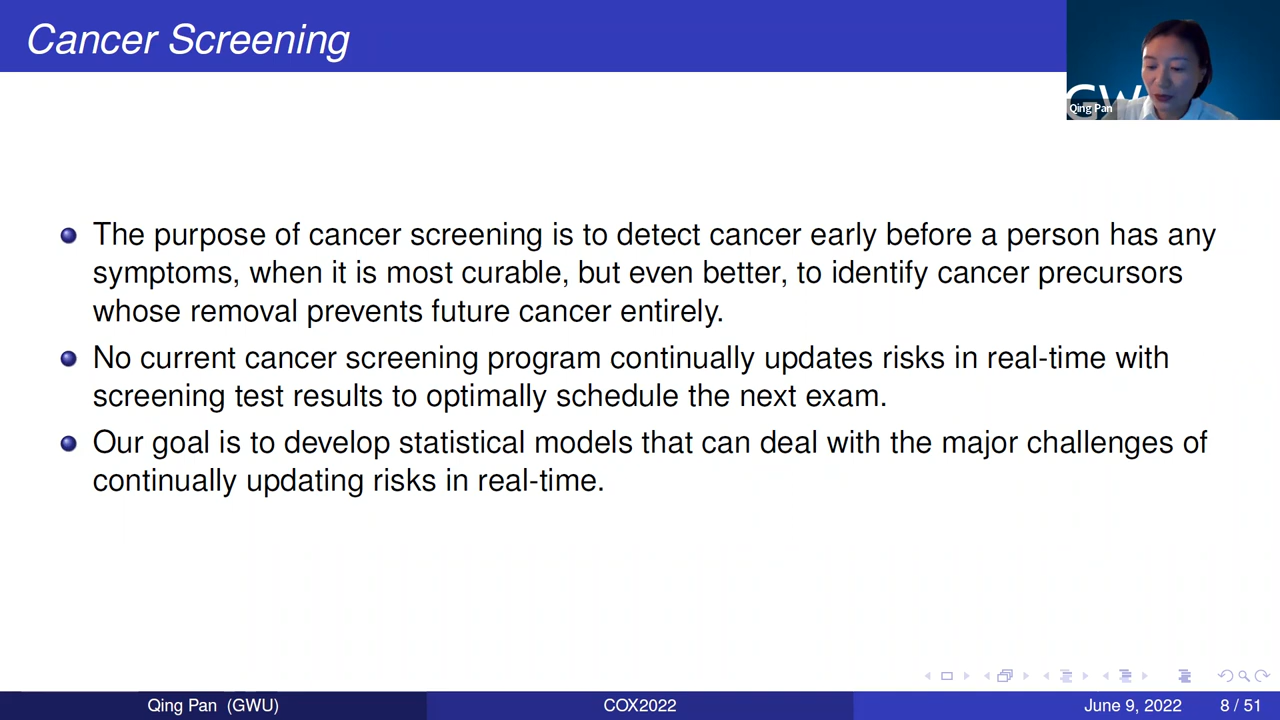 Cancer Screening
GW
Qing Pan
The purpose of cancer screening is to detect cancer early before a person has any
symptoms, when it is most curable, but even better, to identify cancer precursors
whose removal prevents future cancer entirely.
No current cancer screening program continually updates risks in real-time with
screening test results to optimally schedule the next exam.
Our goal is to develop statistical models that can deal with the major challenges of
continually updating risks in real-time.
Qing Pan (GWU) COX2022 June 9, 2022 8 / 51